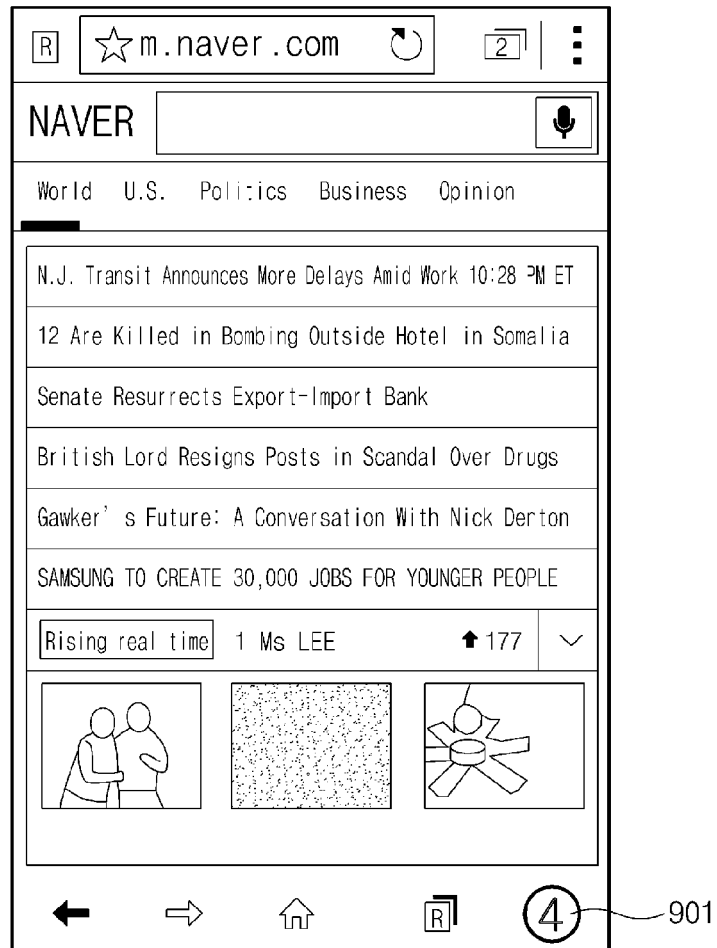 R m.naver.com 2
NAVER
World U.S. Politics Business Opinion
N.J. Transit Announces More Delays Amid Work 10:28 PM ET
12 Are Killed in Bombing Outside Hotel in Somalia
Senate Resurrects Export-Import Bank
British Lord Resigns Posts in Scandal Over Drugs
Gawker's Future: A Conversation With Nick Denton
SAMSUNG TO CREATE 30,000 JOBS FOR YOUNGER PEOPLE
Rising real time 1 Ms LEE 177
R 4 901